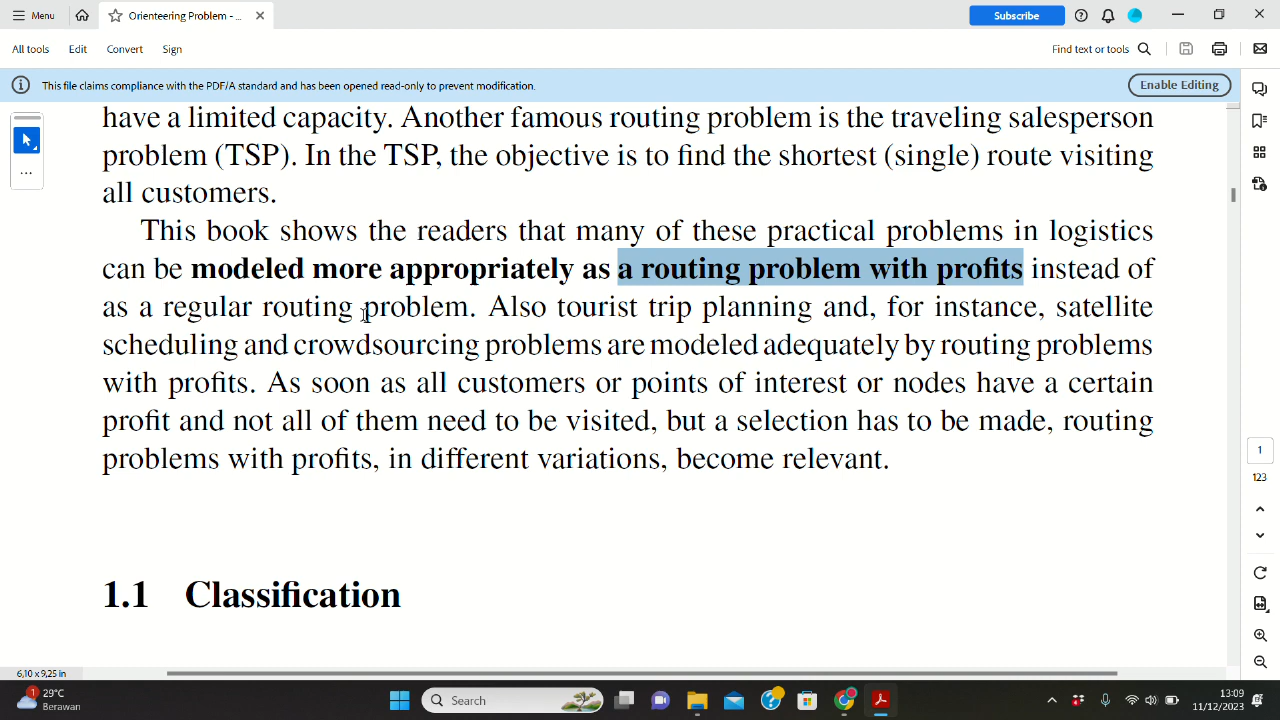 Menu
Orienteering Problem - ...
Subscribe
All tools Edit Convert Sign
Find text or tools
This file claims compliance with the PDF/A standard and has been opened read-only to prevent modification.
Enable Editing
have a limited capacity. Another famous routing problem is the traveling salesperson
problem (TSP). In the TSP, the objective is to find the shortest (single) route visiting
all customers.
This book shows the readers that many of these practical problems in logistics
can be modeled more appropriately as a routing problem with profits instead of
as a regular routing problem. Also tourist trip planning and, for instance, satellite
scheduling and crowdsourcing problems are modeled adequately by routing problems
with profits. As soon as all customers or points of interest or nodes have a certain
profit and not all of them need to be visited, but a selection has to be made, routing
problems with profits, in different variations, become relevant.
1
123
1.1 Classification
6,10 x 9,25 in
1
29°C
Berawan
Search
13:09
11/12/2023